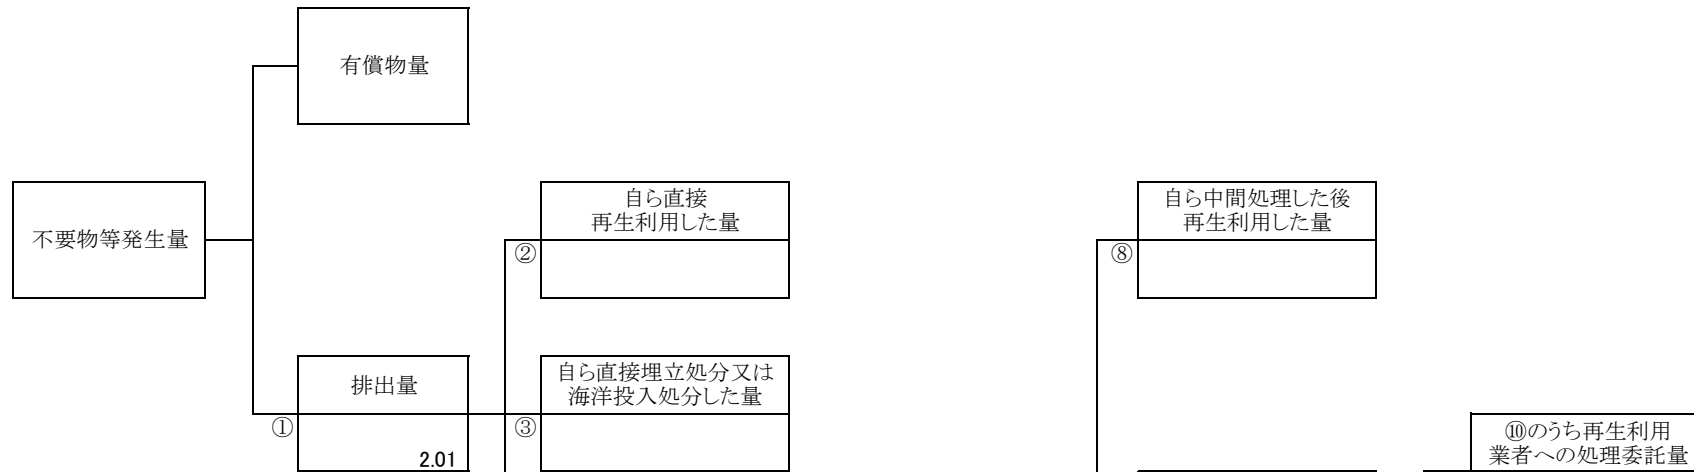 有償物量
不要物等発生量
自ら直接
再生利用した量
②
自ら中間処理した後
再生利用した量
⑧
排出量
①
2.01
自ら直接埋立処分又は
海洋投入処分した量
③
⑩のうち再生利用
業者への処理委託量